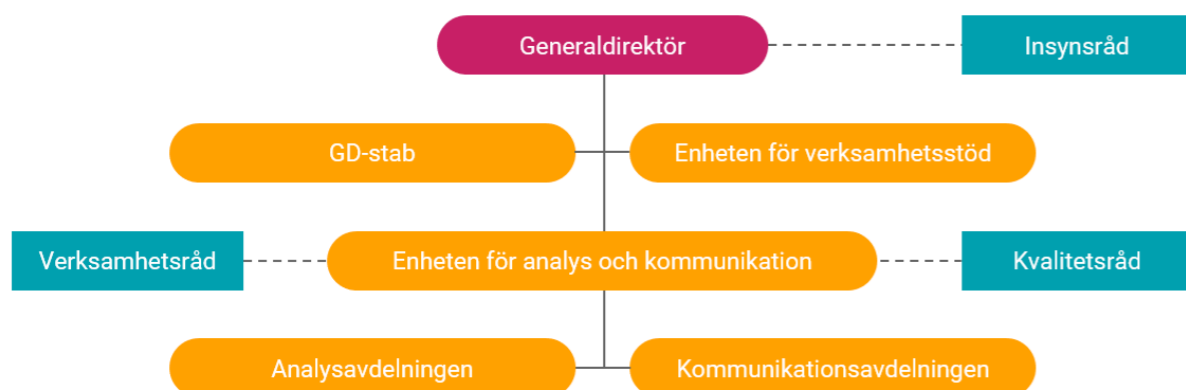 Generaldirektör
Insynsråd
GD-stab
Enheten för verksamhetsstöd
Verksamhetsråd
Enheten för analys och kommunikation
Kvalitetsråd
Analysavdelningen
Kommunikationsavdelningen